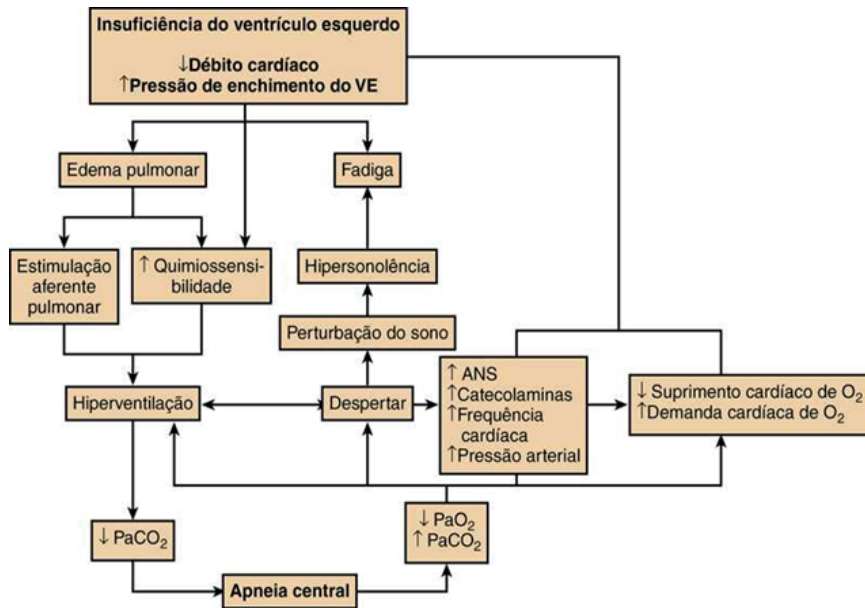 Insuficiência do ventrículo esquerdo
↓Débito cardíaco
↑Pressão de enchimento do VE
Edema pulmonar
Fadiga
Estimulação
aferente
pulmonar
↑ Quimiossensi-
bilidade
Hipersonolência
Perturbação do sono
Hiperventilação
Despertar
↑ ANS
↑Catecolaminas
↑Frequência
cardíaca
↑Pressão arterial
↓ Suprimento cardíaco de O₂
↑Demanda cardíaca de O₂
↓ PaCO₂
↓ PaO₂
↑ PaCO₂
Apneia central